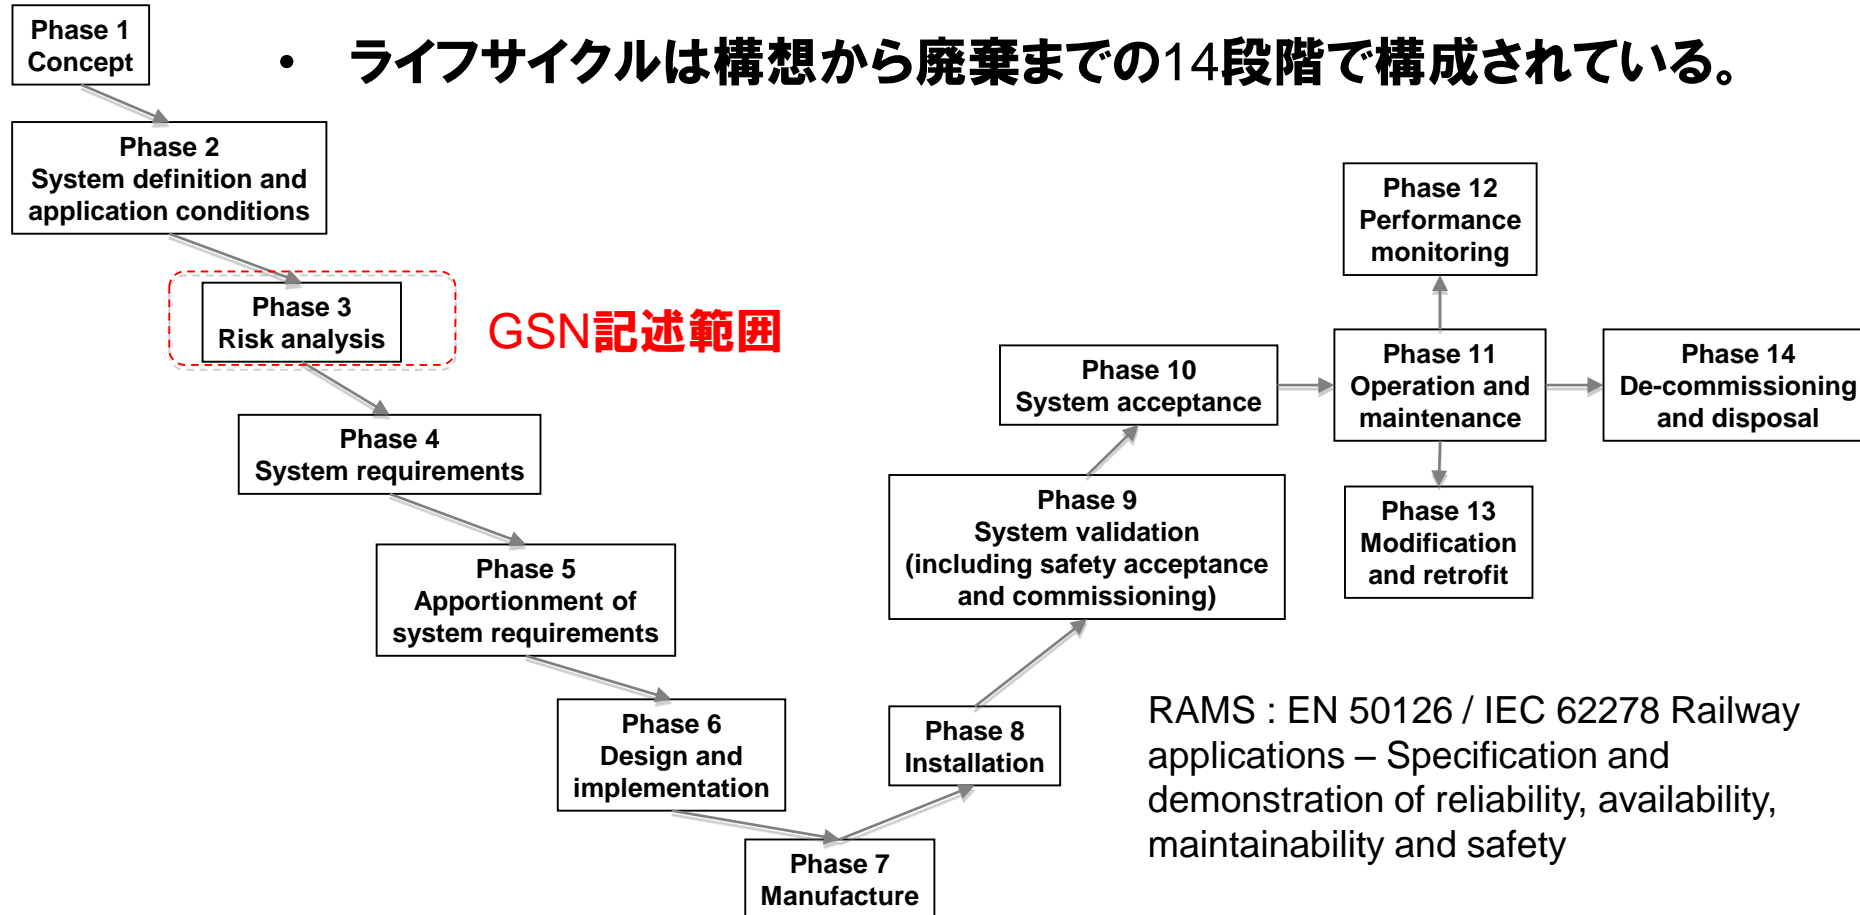 Phase 1
Concept
• ライフサイクルは構想から廃棄までの14段階で構成されている。
Phase 2
System definition and
application conditions
Phase 3
Risk analysis
GSN記述範囲
Phase 4
System requirements
Phase 5
Apportionment of
system requirements
Phase 6
Design and
implementation
Phase 7
Manufacture
Phase 8
Installation
Phase 9
System validation
(including safety acceptance
and commissioning)
Phase 10
System acceptance
Phase 11
Operation and
maintenance
Phase 12
Performance
monitoring
Phase 13
Modification
and retrofit
Phase 14
De-commissioning
and disposal
RAMS : EN 50126 / IEC 62278 Railway
applications – Specification and
demonstration of reliability, availability,
maintainability and safety